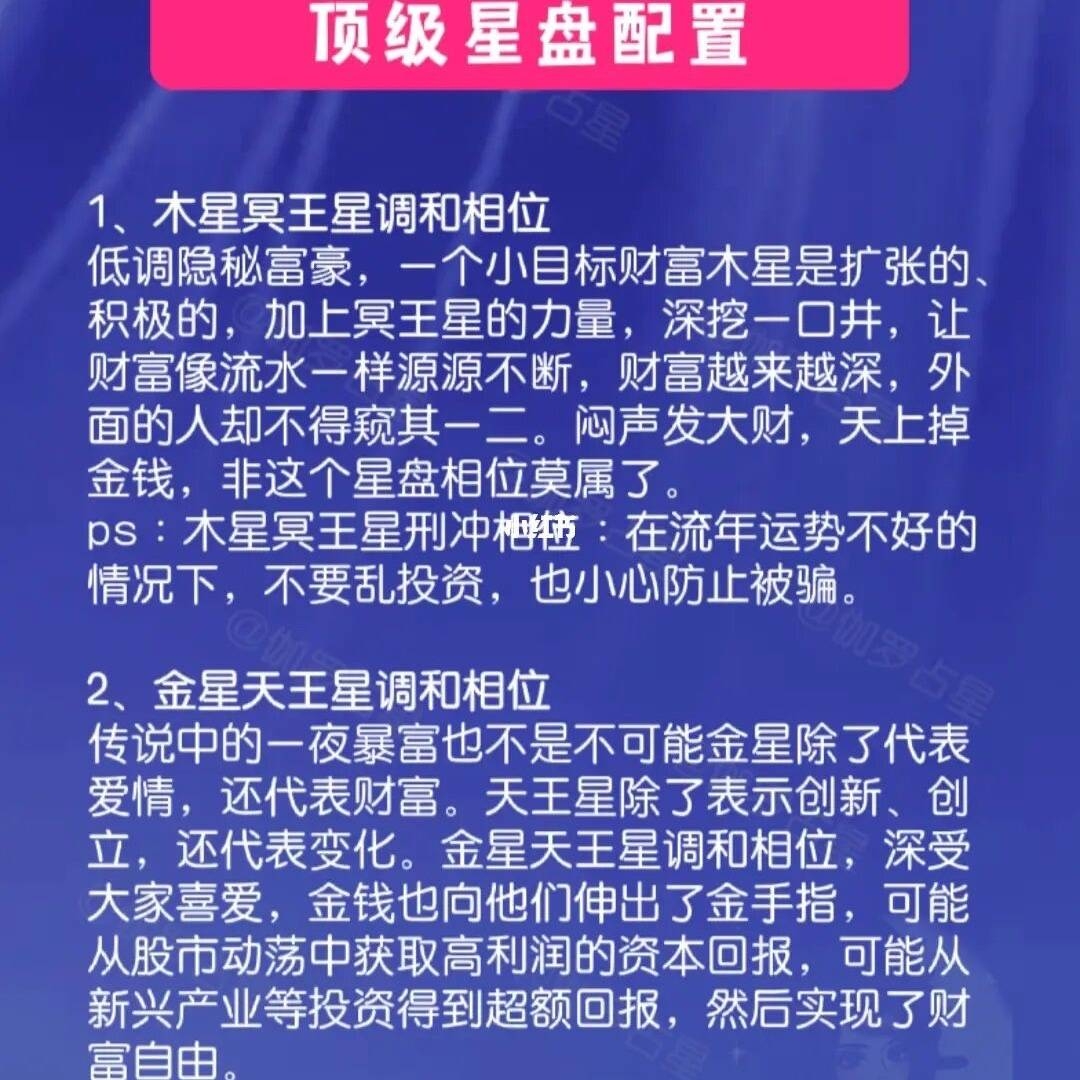 顶级星盘配置
占星
1、木星冥王星调和相位
低调隐秘富豪，一个小目标财富木星是扩张的、
积极的，加上冥王星的力量，深挖一口井，让
财富像流水一样源源不断，财富越来越深，外
面的人却不得窥其一二。闷声发大财，天上掉
金钱，非这个星盘相位莫属了。
小红书
ps：木星冥王星刑冲相位：在流年运势不好的
情况下，不要乱投资，也小心防止被骗。
@伽罗
@伽罗占星
2、金星天王星调和相位
传说中的一夜暴富也不是不可能金星除了代表
爱情，还代表财富。天王星除了表示创新、创
立，还代表变化。金星天王星调和相位，深受
大家喜爱，金钱也向他们伸出了金手指，可能
从股市动荡中获取高利润的资本回报，可能从
新兴产业等投资得到超额回报，然后实现了财
富自由。
占星